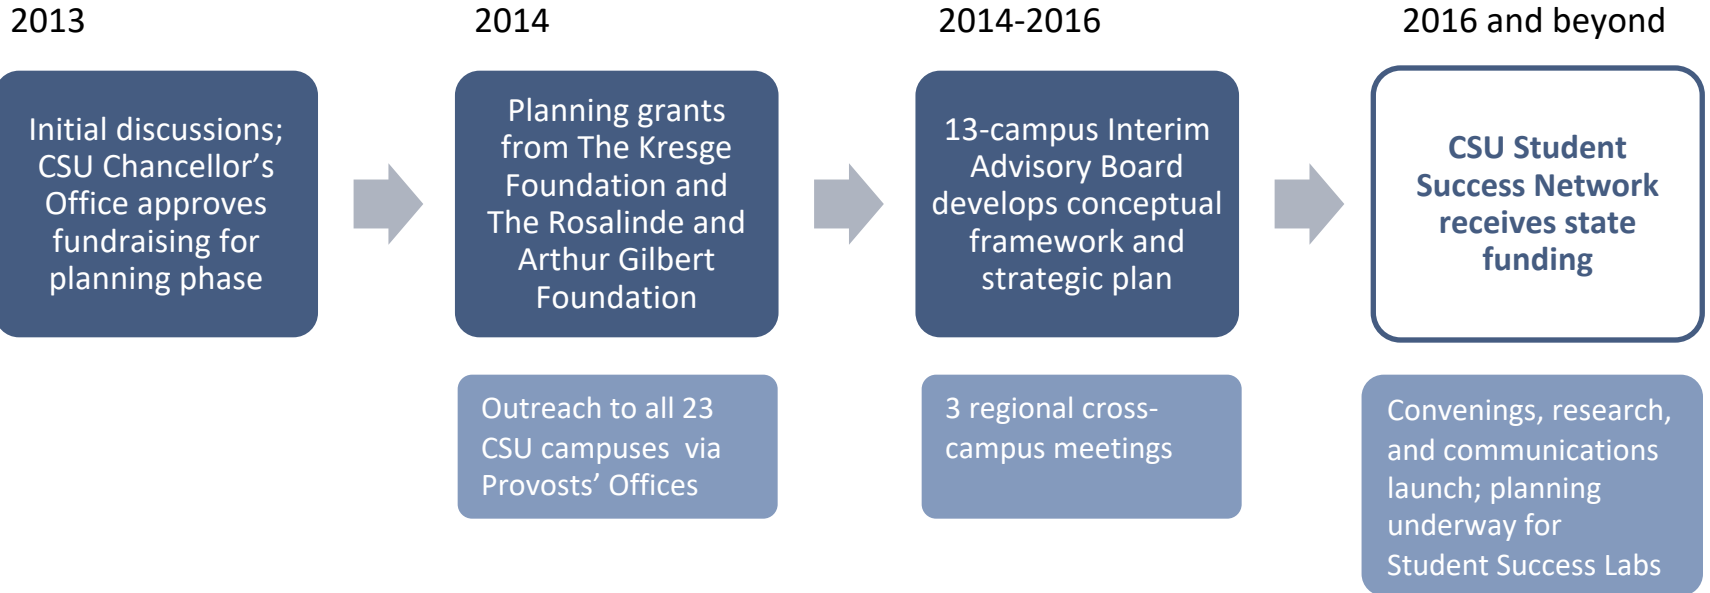 2013
Initial discussions;
CSU Chancellor’s
Office approves
fundraising for
planning phase
2014
Planning grants
from The Kresge
Foundation and
The Rosalinde and
Arthur Gilbert
Foundation
Outreach to all 23
CSU campuses via
Provosts’ Offices
2014-2016
13-campus Interim
Advisory Board
develops conceptual
framework and
strategic plan
3 regional cross-
campus meetings
2016 and beyond
CSU Student
Success Network
receives state
funding
Convenings, research,
and communications
launch; planning
underway for
Student Success Labs